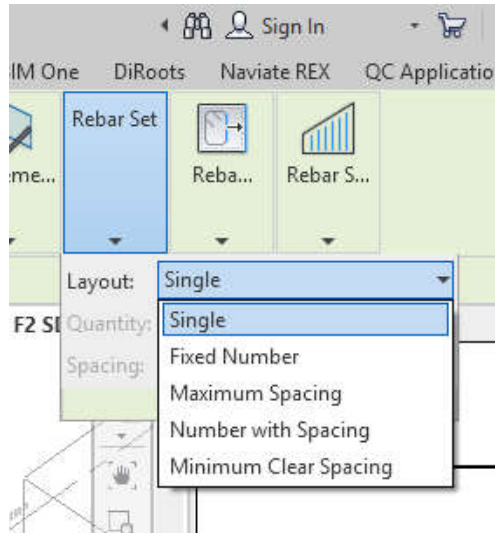 Sign In
IM One DiRoots Naviate REX QC Applicatio
Rebar Set
eme... Reba... Rebar S...
Layout: Single
F2 Quantity: Single
Spacing: Fixed Number
Maximum Spacing
Number with Spacing
Minimum Clear Spacing